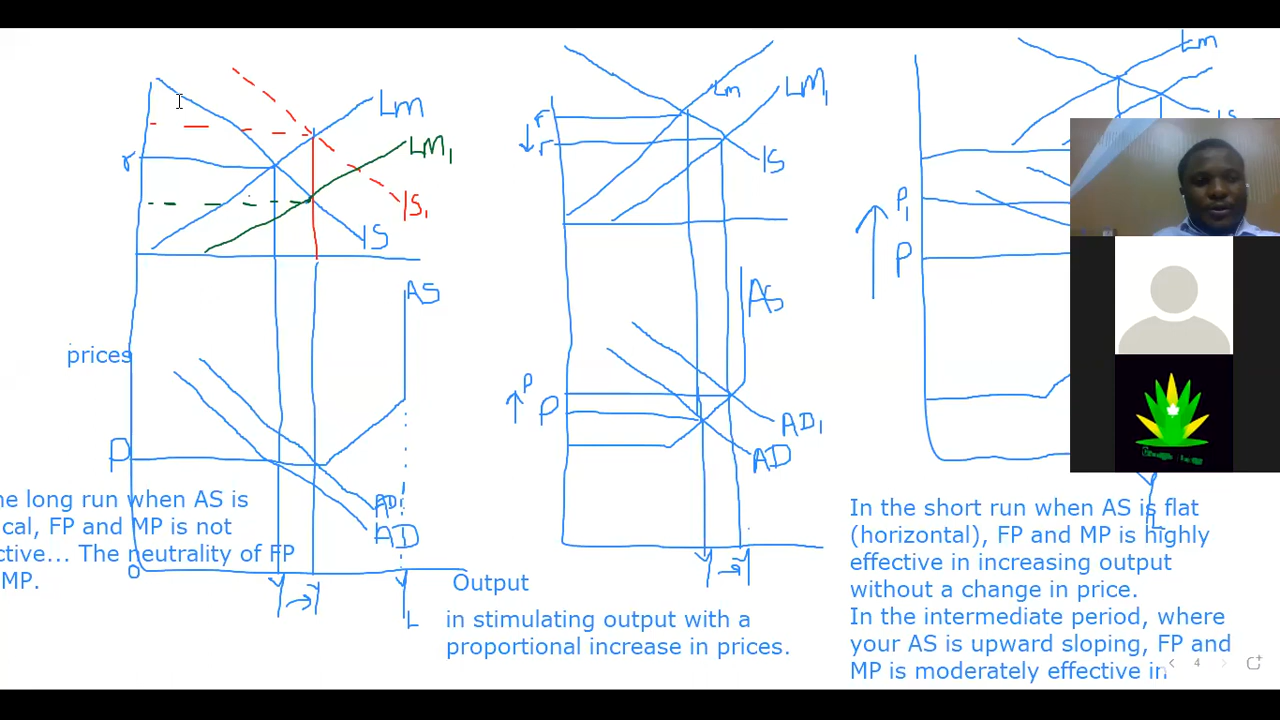 r
LM
LM1
IS1
IS
AS
prices
P
AD1
AD
he long run when AS is
ical, FP and MP is not
ctive... The neutrality of FP
MP.
0
Output
Y
Y
L
r
r
LM
LM1
IS
AS
P
P
AD1
AD
Y
Y
in stimulating output with a
proportional increase in prices.
LM
IS
P1
P
In the short run when AS is flat
(horizontal), FP and MP is highly
effective in increasing output
without a change in price.
In the intermediate period, where
your AS is upward sloping, FP and
MP is moderately effective in
4